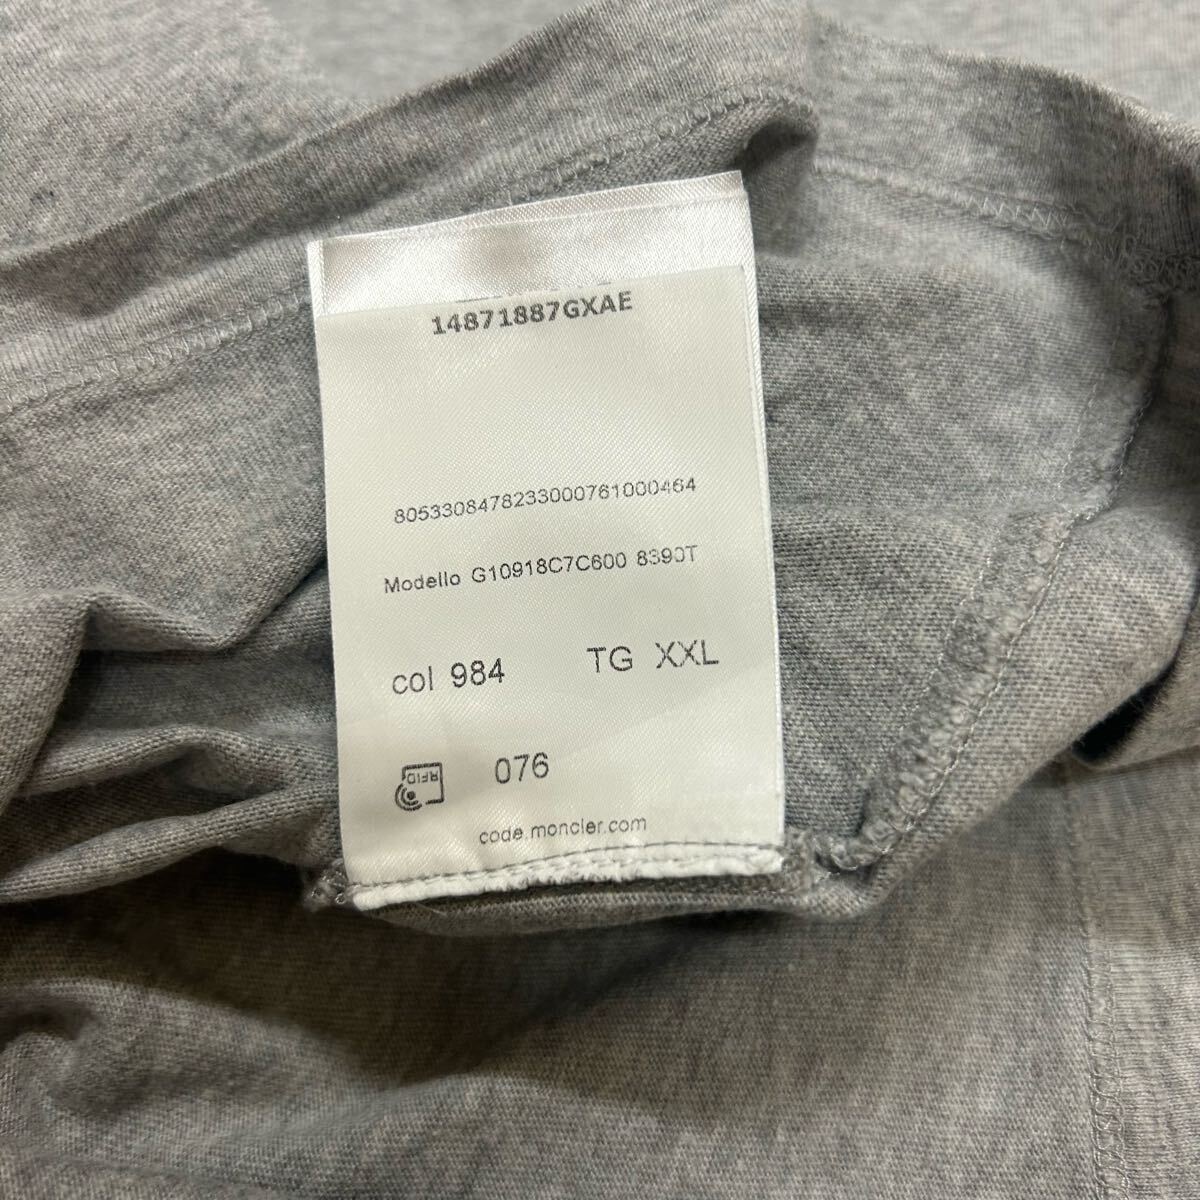 14871887GXAE
8053308478233000761000464
Modello G10918C7C600 8390T
col 984 TG XXL
RFID 076
code.moncler.com